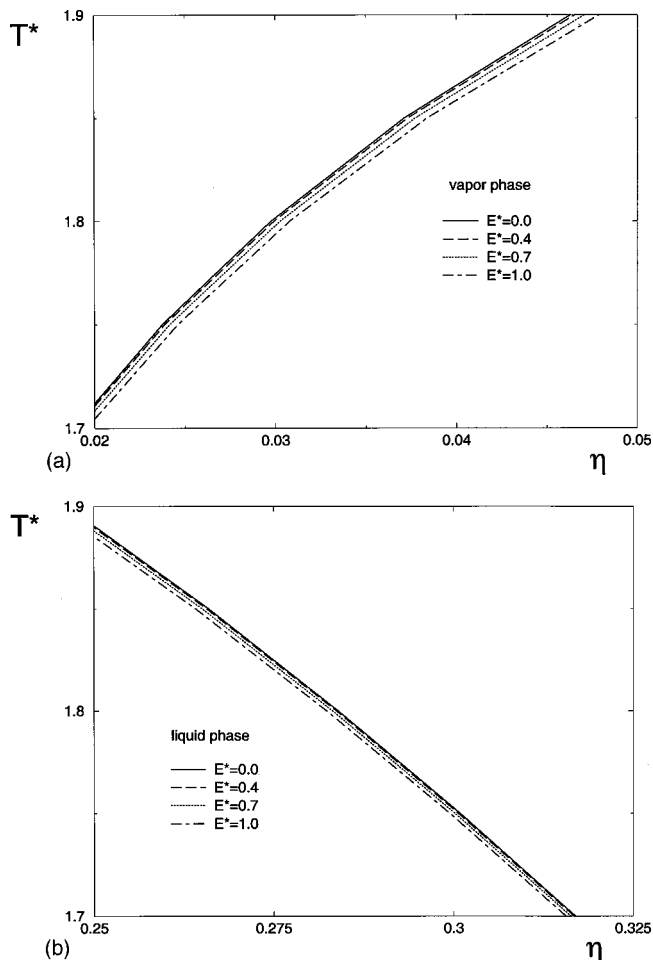 T*
1.9
1.8
1.7
vapor phase
E*=0.0
E*=0.4
E*=0.7
E*=1.0
0.02 0.03 0.04 0.05
(a) η
T*
1.9
1.8
1.7
liquid phase
E*=0.0
E*=0.4
E*=0.7
E*=1.0
0.25 0.275 0.3 0.325
(b) η